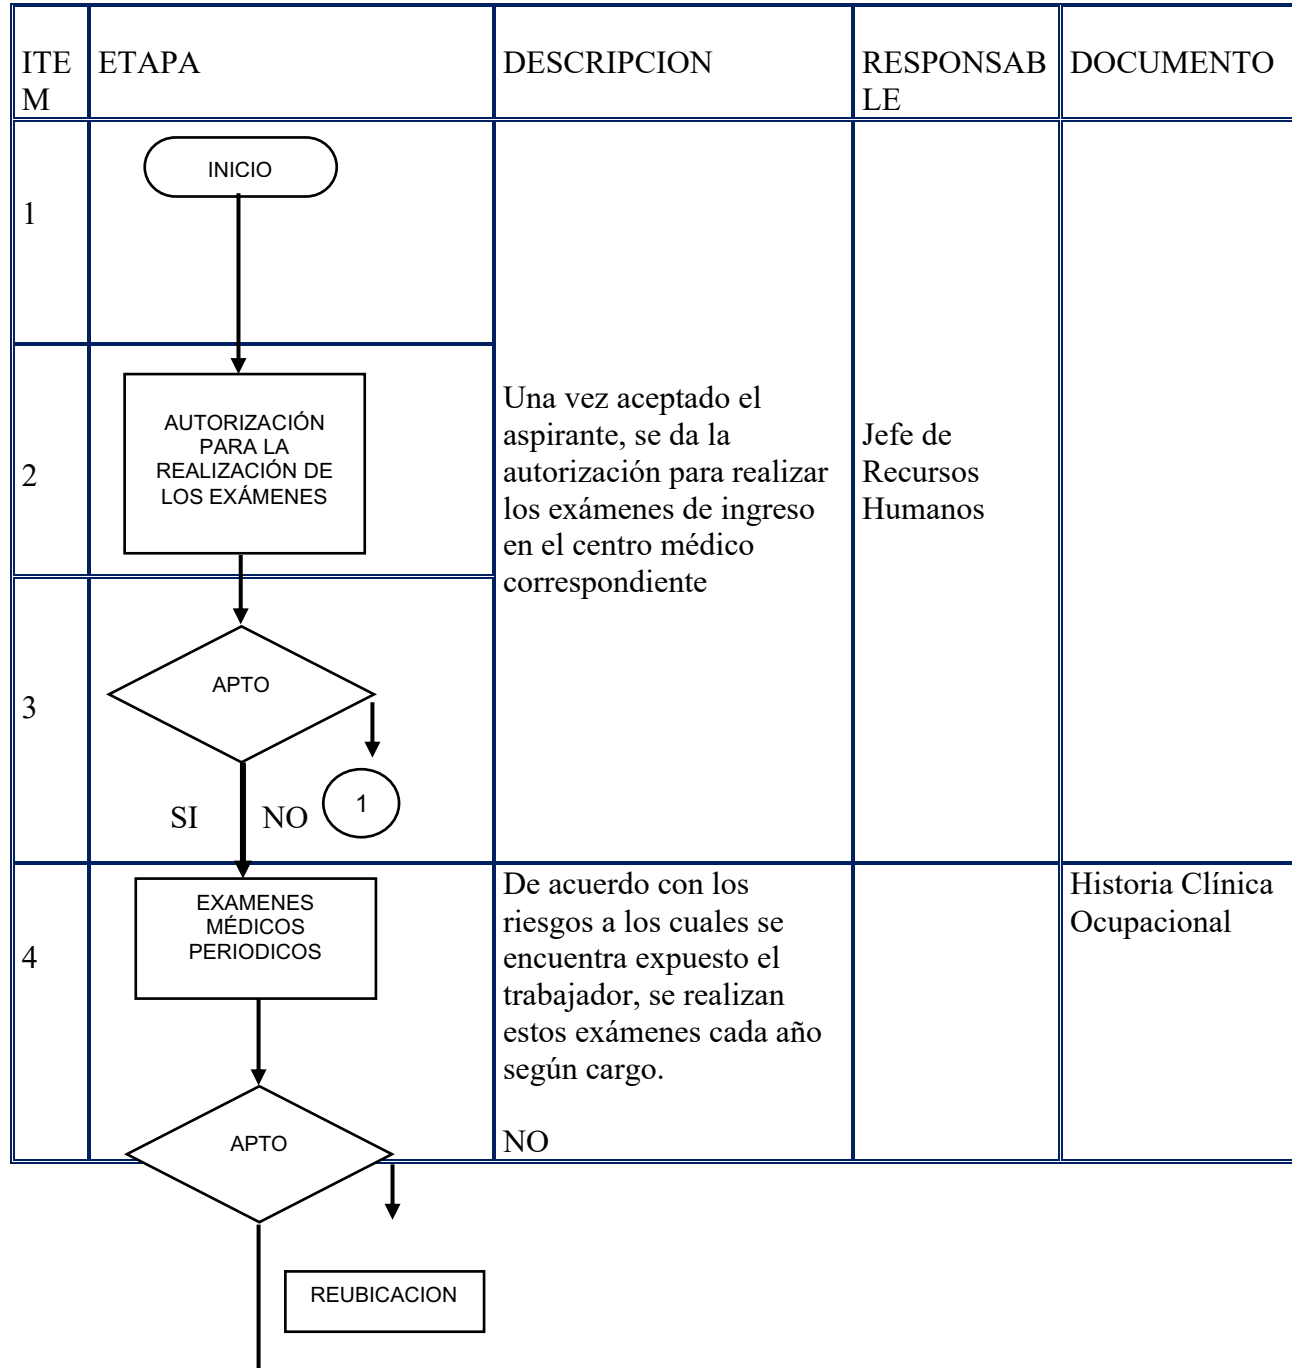 ITE
M
ETAPA
DESCRIPCION
RESPONSAB
LE
DOCUMENTO
1
INICIO
2
AUTORIZACIÓN
PARA LA
REALIZACIÓN DE
LOS EXÁMENES
Una vez aceptado el
aspirante, se da la
autorización para realizar
los exámenes de ingreso
en el centro médico
correspondiente
Jefe de
Recursos
Humanos
3
APTO
SI
NO
1
4
EXAMENES
MÉDICOS
PERIODICOS
APTO
De acuerdo con los
riesgos a los cuales se
encuentra expuesto el
trabajador, se realizan
estos exámenes cada año
según cargo.
NO
Historia Clínica
Ocupacional
REUBICACION